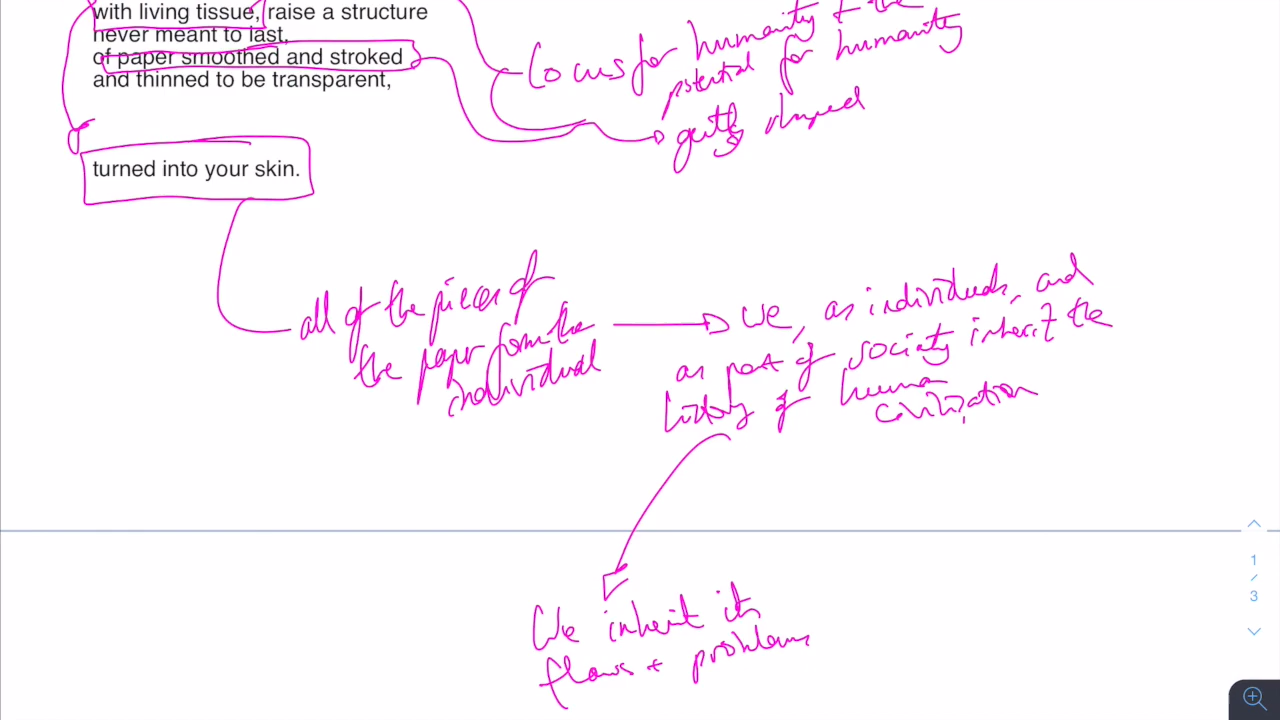 with living tissue, raise a structure
never meant to last,
of paper smoothed and stroked
and thinned to be transparent,
turned into your skin.
Locus for humanity + the
potential for humanity
gently shaped
all of the pieces of
the paper form the
individual
we, as individuals, and
as part of society inherit the
history of human
civilization
We inherit its
flaws + problems
1
/
3